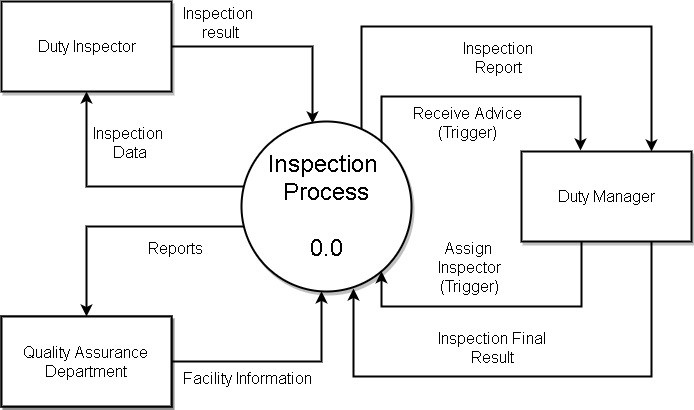 Duty Inspector
Inspection
result
Inspection
Data
Inspection
Process
0.0
Inspection
Report
Receive Advice
(Trigger)
Duty Manager
Reports
Assign
Inspector
(Trigger)
Quality Assurance
Department
Facility Information
Inspection Final
Result